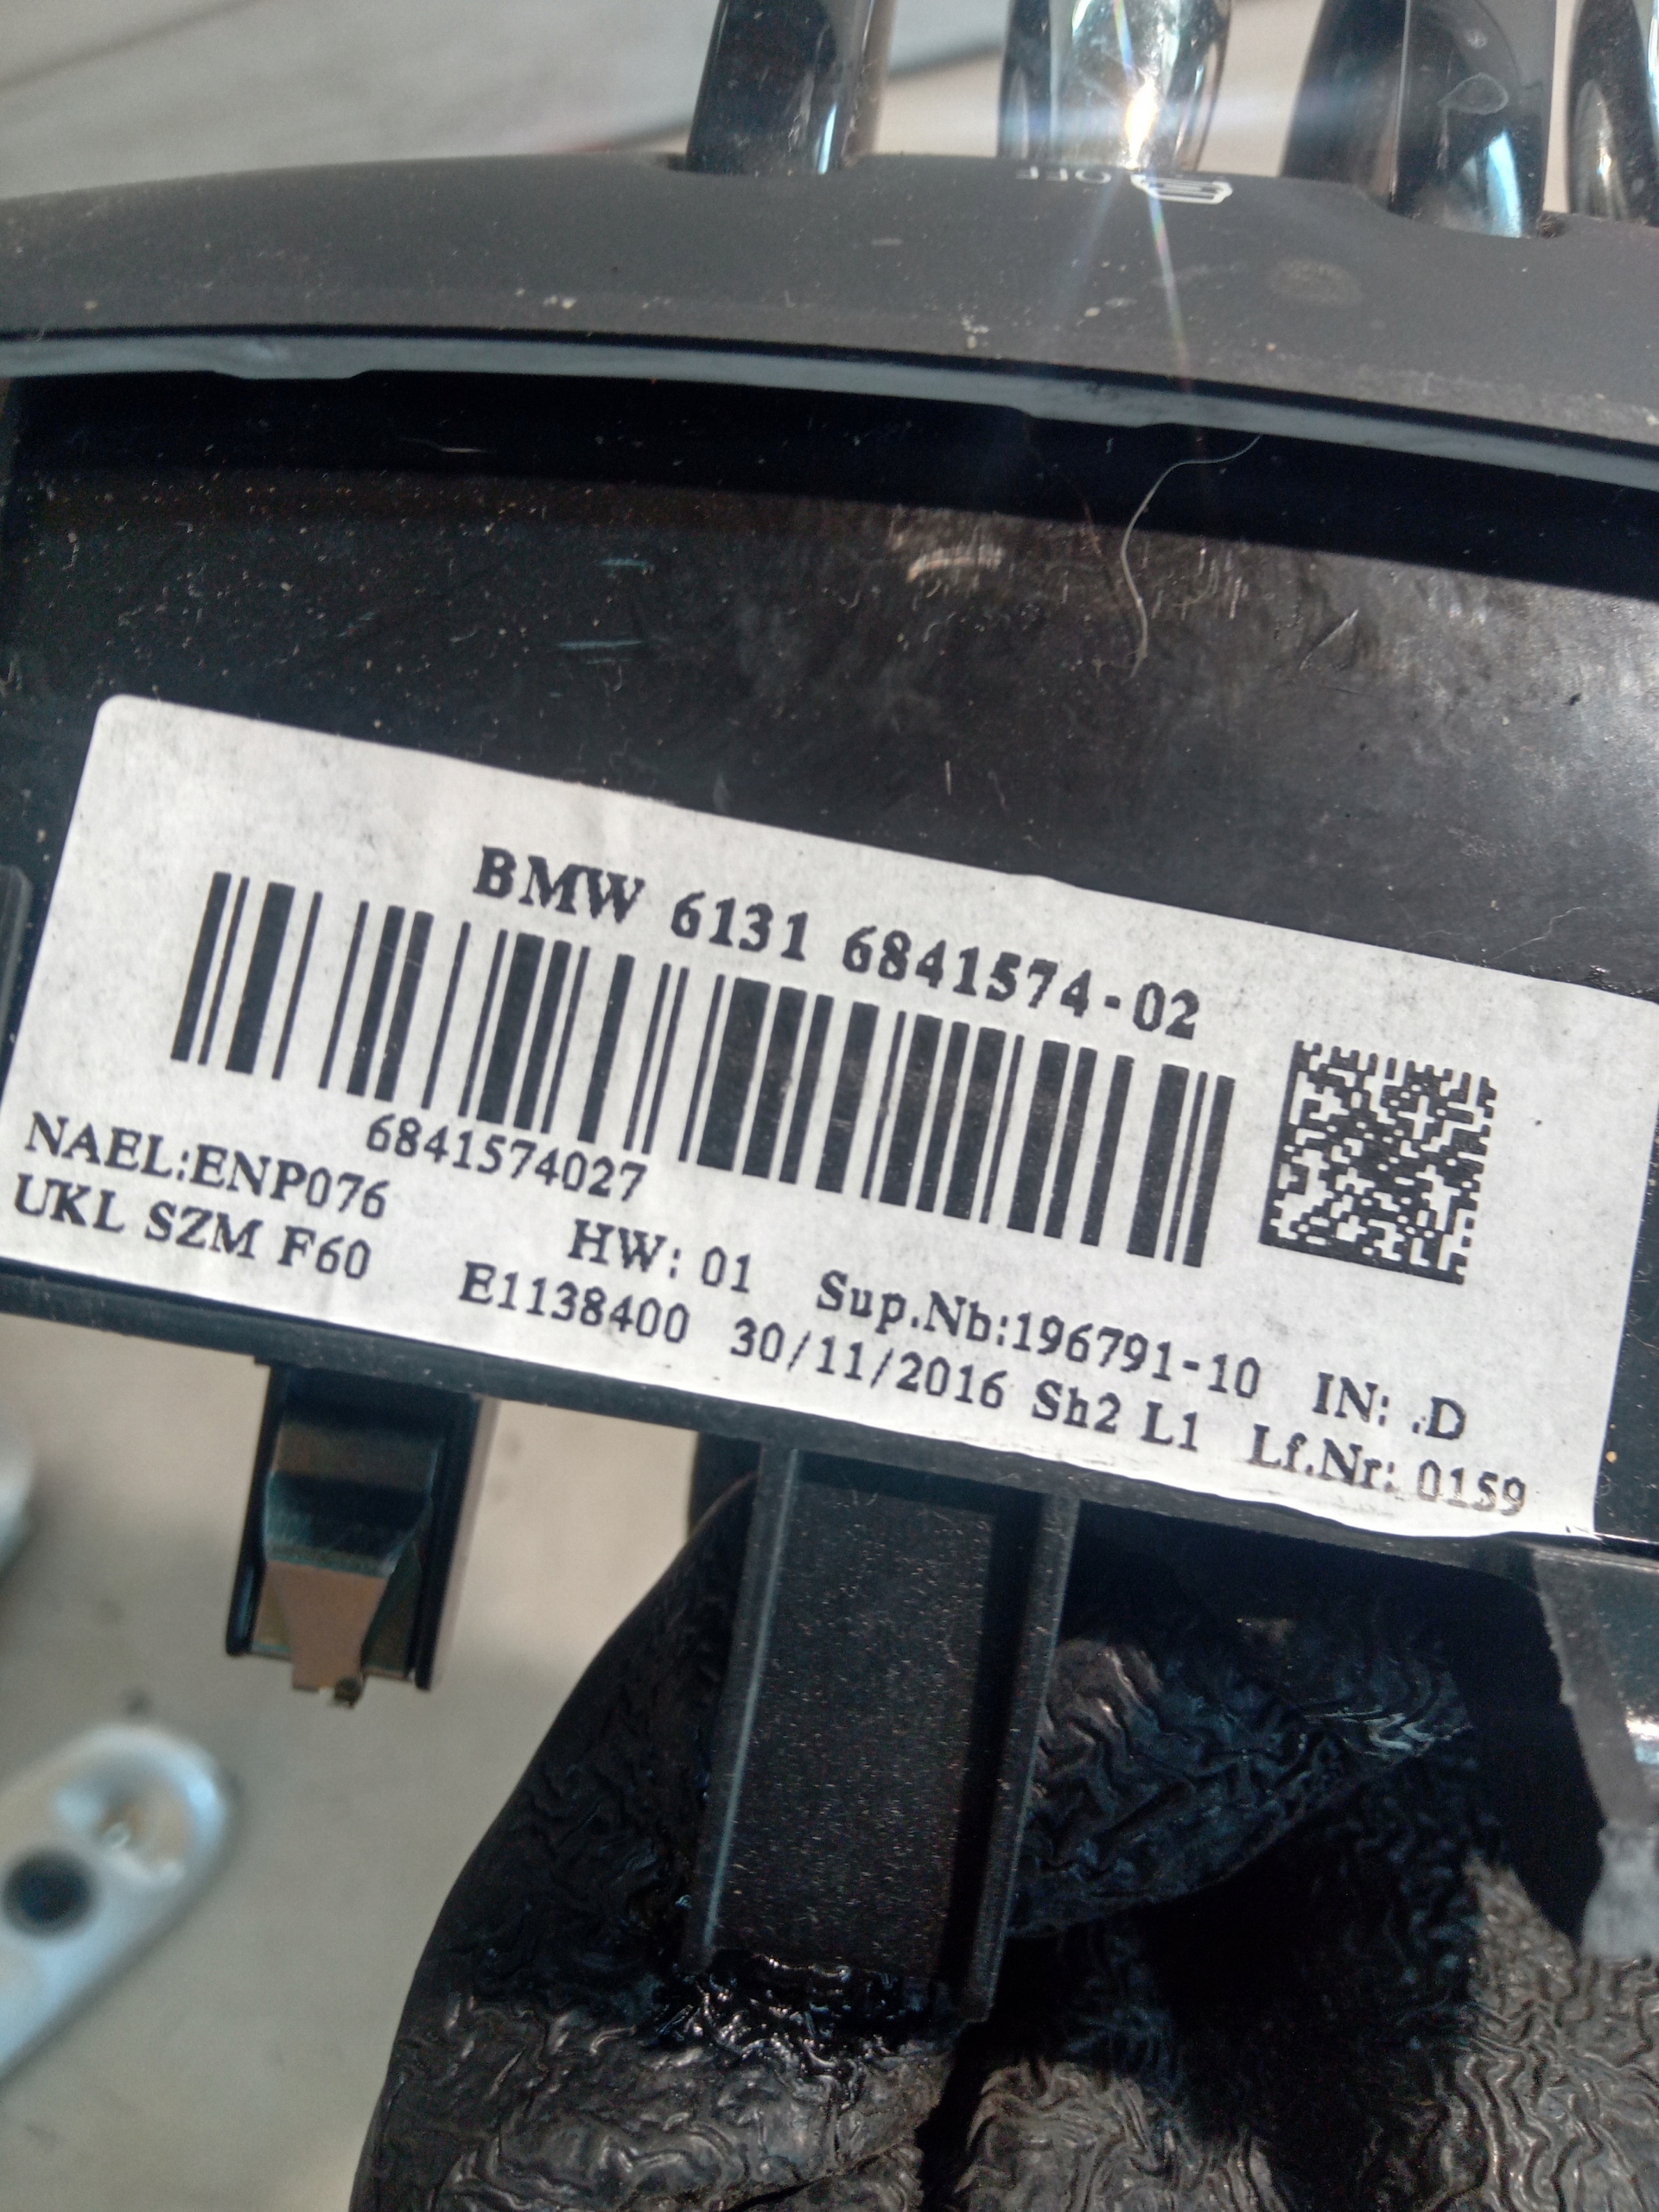 OFF
BMW 6131 6841574-02
6841574027
NAEL:ENP076 HW: 01 Sup.Nb:196791-10 IN: .D
UKL SZM F60 E1138400 30/11/2016 Sh2 L1 Lf.Nr: 0159